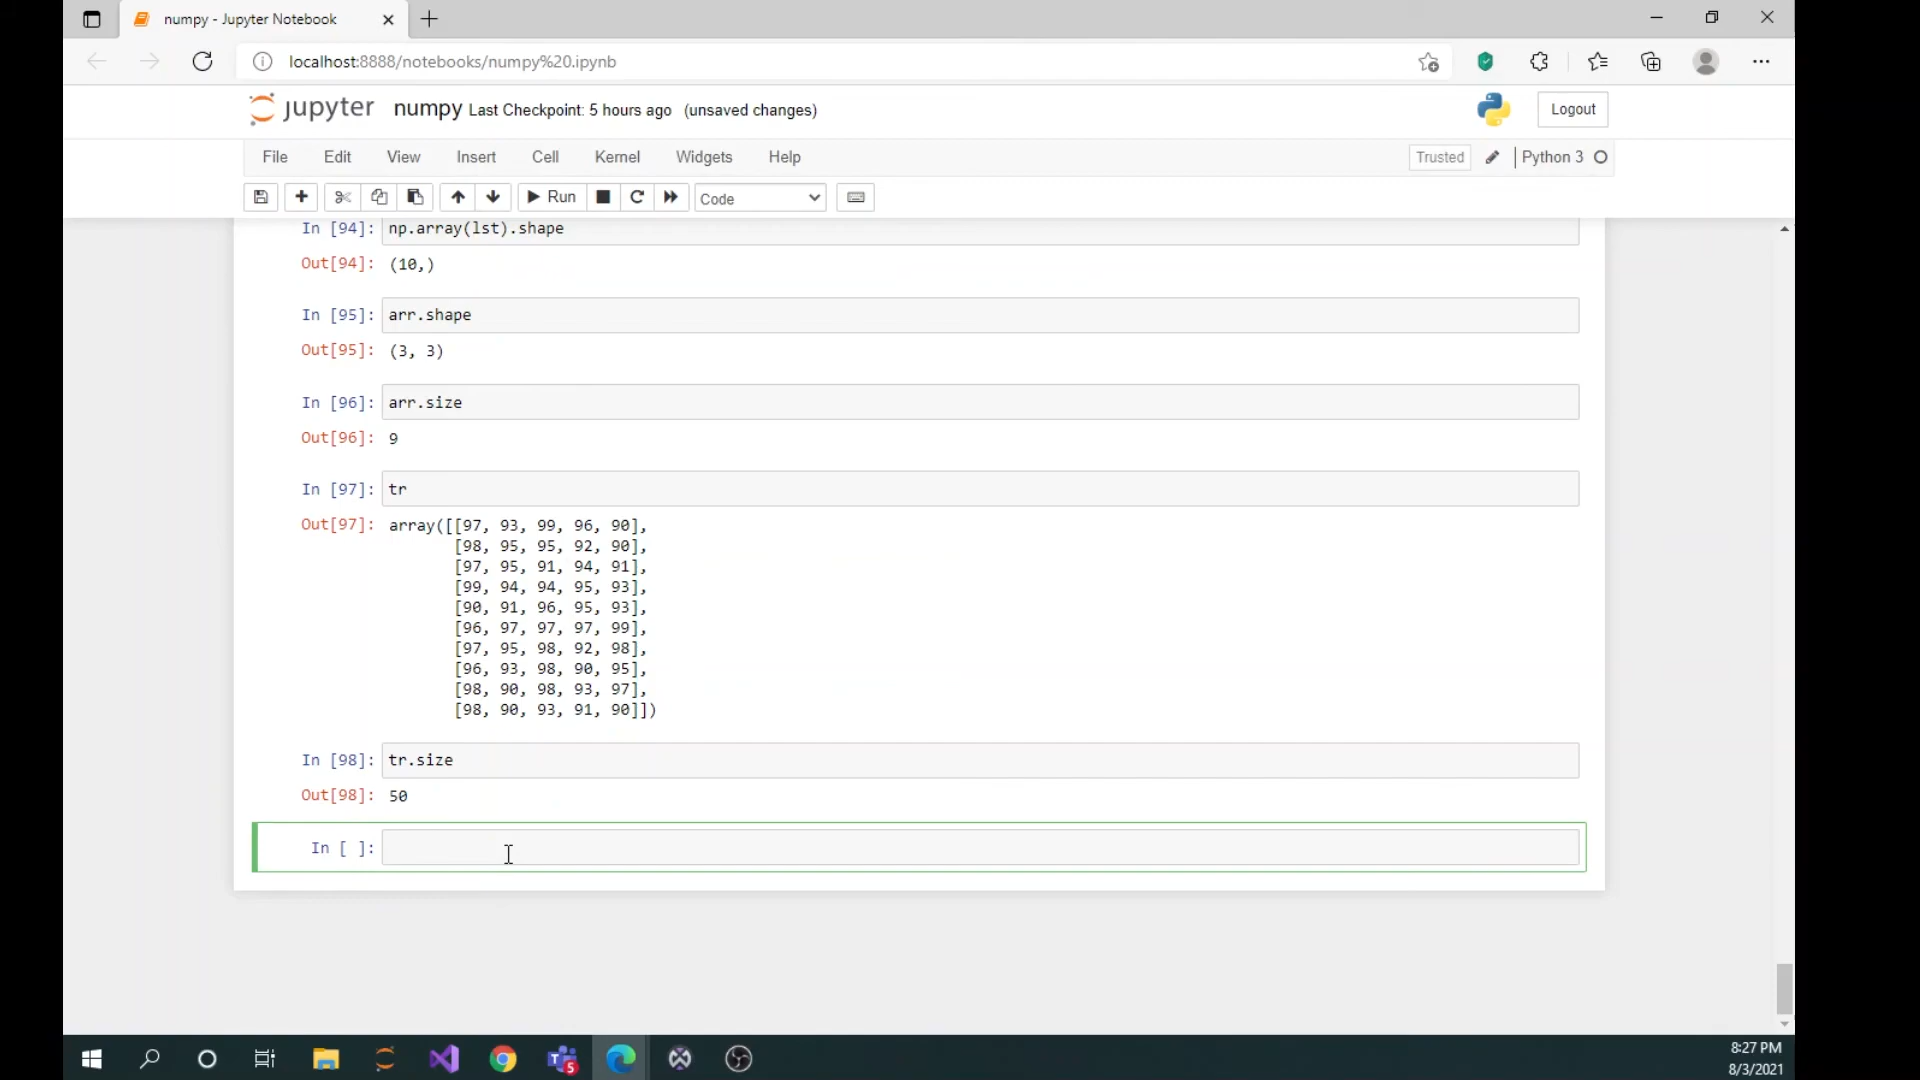 numpy - Jupyter Notebook
localhost:8888/notebooks/numpy%20.ipynb
jupyter numpy Last Checkpoint: 5 hours ago (unsaved changes)
Logout
File Edit View Insert Cell Kernel Widgets Help
Trusted Python 3
Run Code
In [94]: np.array(lst).shape
Out[94]: (10,)
In [95]: arr.shape
Out[95]: (3, 3)
In [96]: arr.size
Out[96]: 9
In [97]: tr
Out[97]: array([[97, 93, 99, 96, 90],
[98, 95, 95, 92, 90],
[97, 95, 91, 94, 91],
[99, 94, 94, 95, 93],
[90, 91, 96, 95, 93],
[96, 97, 97, 97, 99],
[97, 95, 98, 92, 98],
[96, 93, 98, 90, 95],
[98, 90, 98, 93, 97],
[98, 90, 93, 91, 90]])
In [98]: tr.size
Out[98]: 50
In [ ]:
T 5
8:27 PM
8/3/2021